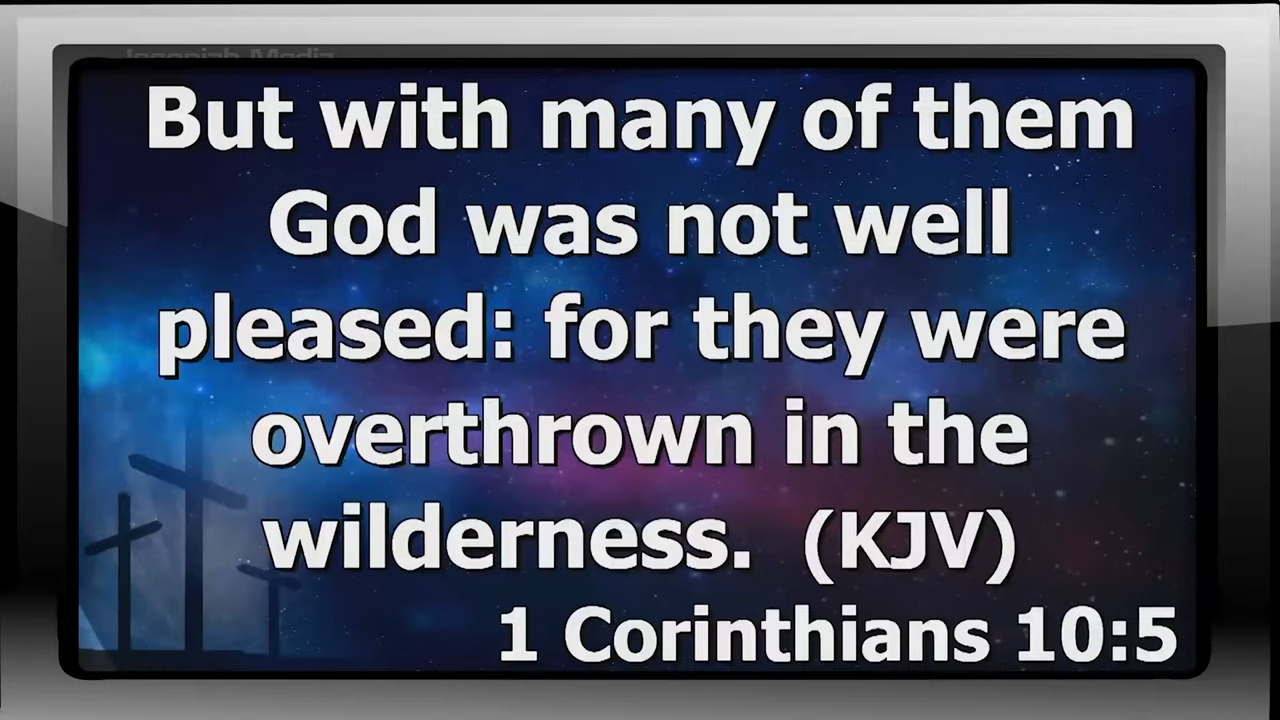 But with many of them
God was not well
pleased: for they were
overthrown in the
wilderness. (KJV)
1 Corinthians 10:5